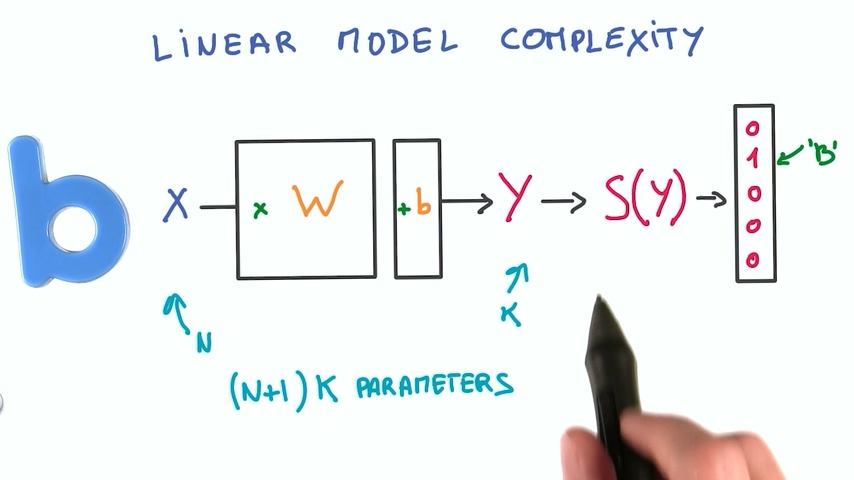 LINEAR MODEL COMPLEXITY
b
X × W + b → Y → S(Y) →
0
1
0
0
0
'B'
N
K
(N+1) K PARAMETERS